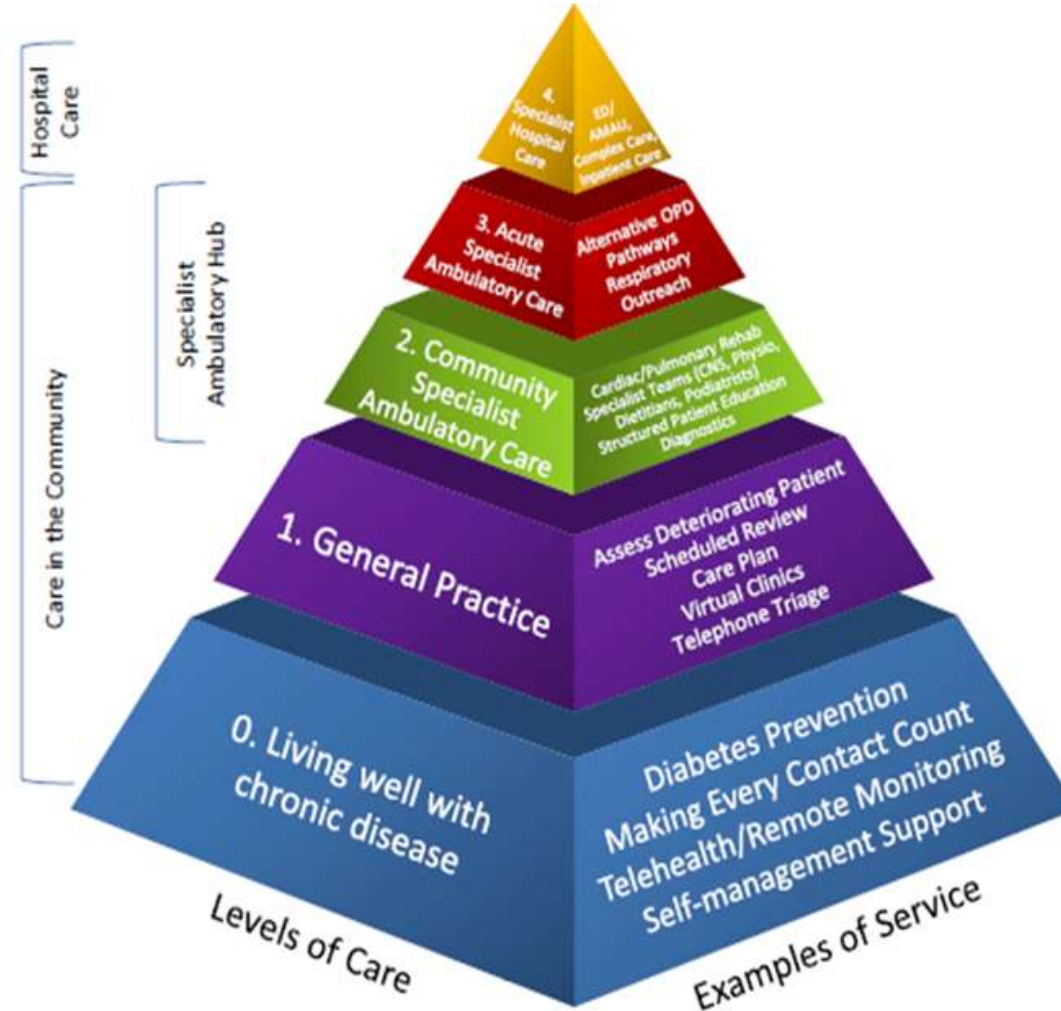 Hospital
Care
Specialist
Ambulatory Hub
Care in the Community
4.
Specialist
Hospital
Care
ED/
AMAU,
Complex Care,
Inpatient Care
3. Acute
Specialist
Ambulatory Care
Alternative OPD
Pathways
Respiratory
Outreach
2. Community
Specialist
Ambulatory Care
Cardiac/Pulmonary Rehab
Specialist Teams (CNS, Physio,
Dietitians, Podiatrists)
Structured Patient Education
Diagnostics
1. General Practice
Assess Deteriorating Patient
Scheduled Review
Care Plan
Virtual Clinics
Telephone Triage
0. Living well with
chronic disease
Diabetes Prevention
Making Every Contact Count
Telehealth/Remote Monitoring
Self-management Support
Levels of Care
Examples of Service